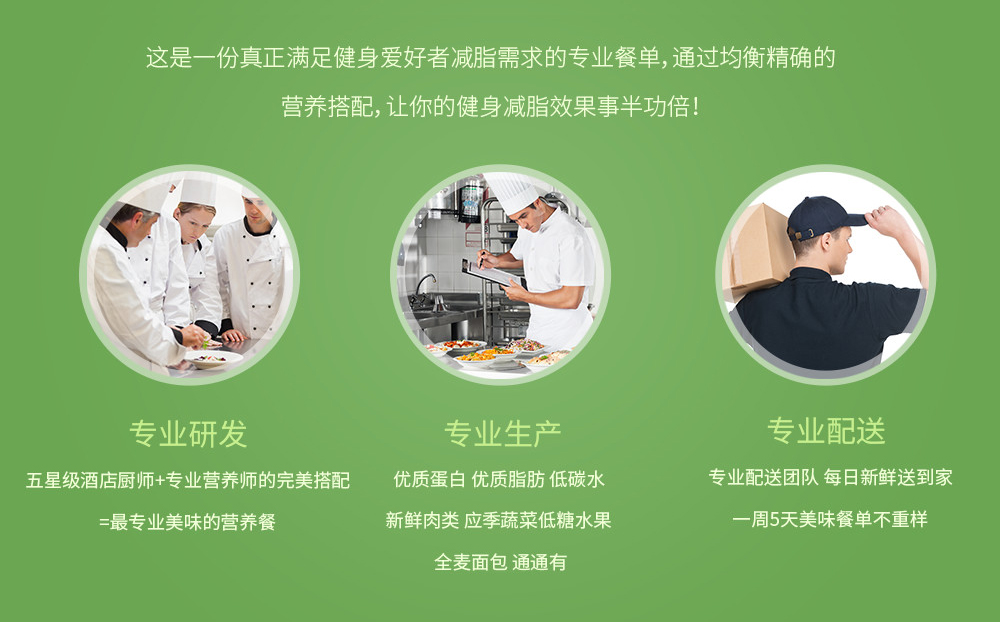 这是一份真正满足健身爱好者减脂需求的专业餐单，通过均衡精确的
营养搭配，让你的健身减脂效果事半功倍！
专业研发
五星级酒店厨师+专业营养师的完美搭配
=最专业美味的营养餐
专业生产
优质蛋白 优质脂肪 低碳水
新鲜肉类 应季蔬菜低糖水果
全麦面包 通通有
专业配送
专业配送团队 每日新鲜送到家
一周5天美味餐单不重样